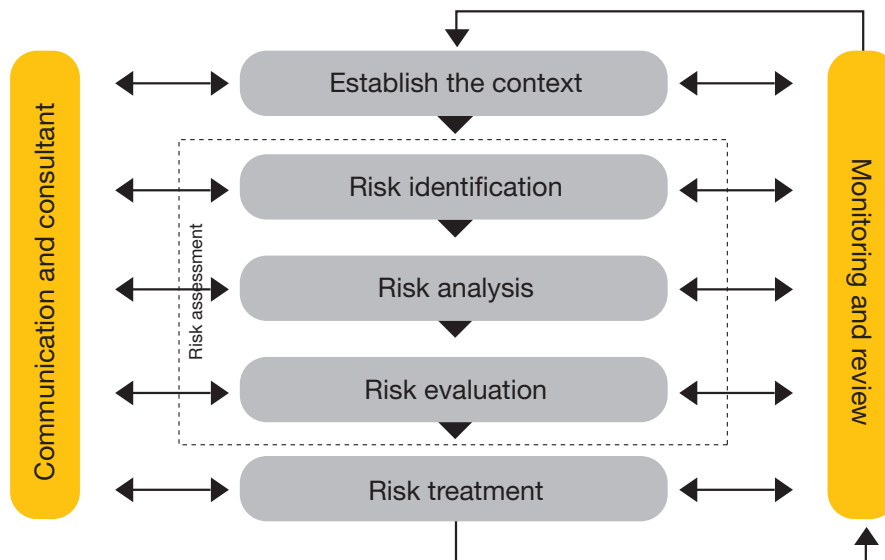 Communication and consultant
Establish the context
Risk assessment
Risk identification
Risk analysis
Risk evaluation
Risk treatment
Monitoring and review